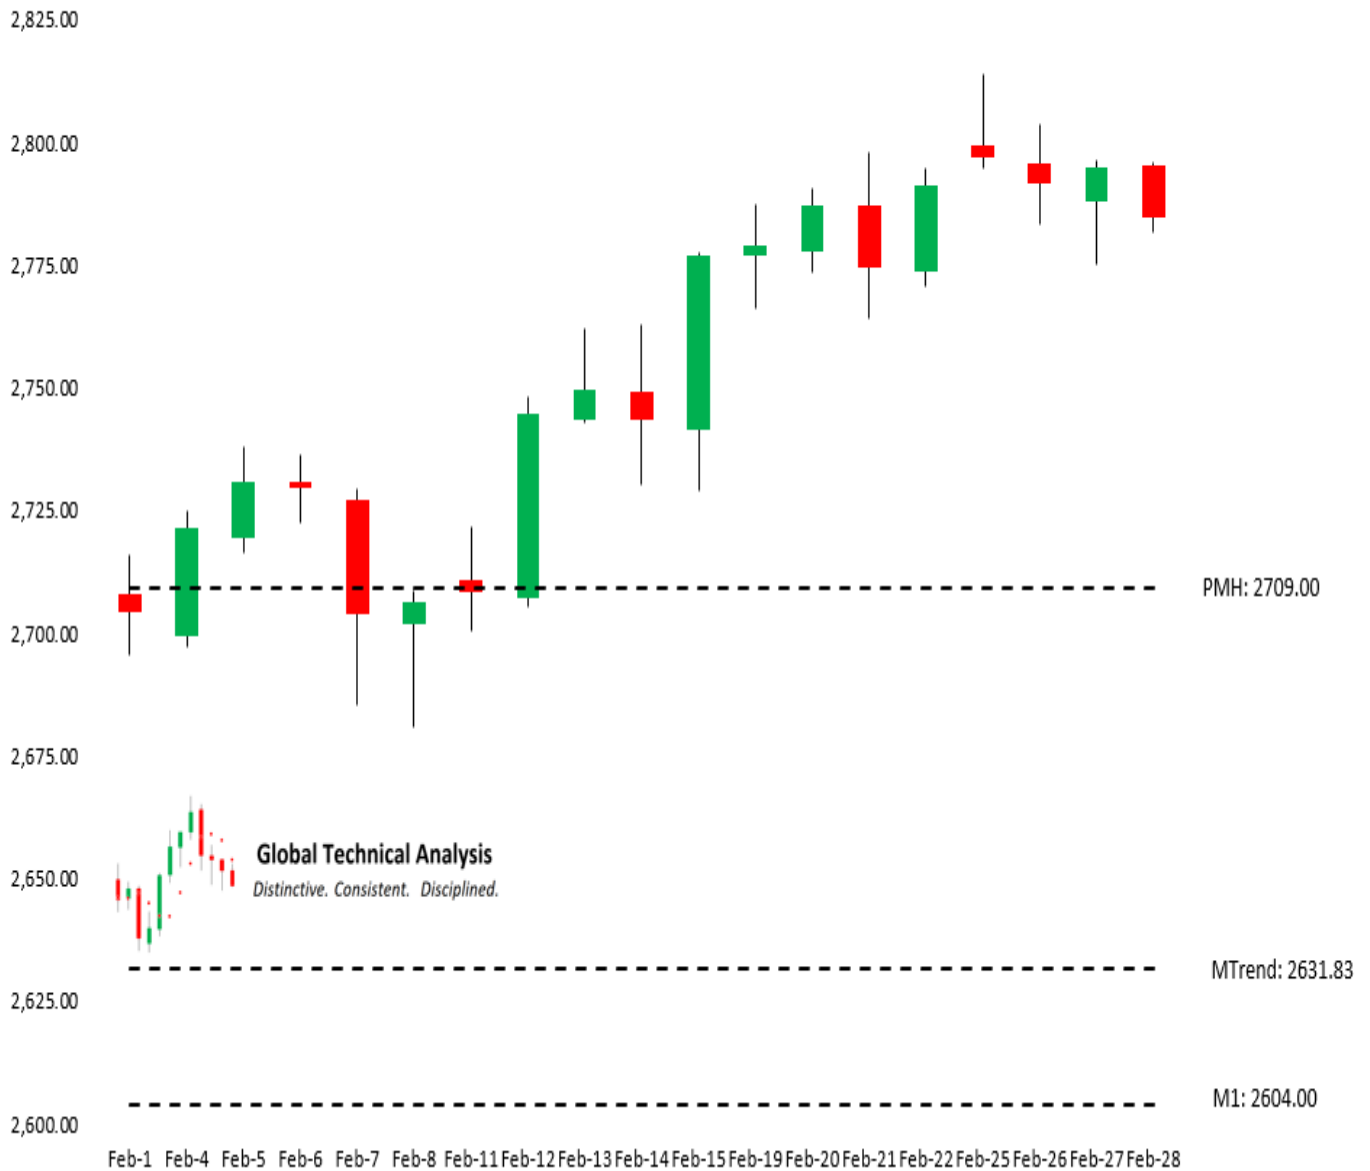 2,825.00
2,800.00
2,775.00
2,750.00
2,725.00
2,700.00
PMH: 2709.00
2,675.00
Global Technical Analysis
2,650.00
Distinctive. Consistent. Disciplined.
MTrend: 2631.83
2,625.00
M1: 2604.00
2,600.00
Feb-1 Feb-4 Feb-5 Feb-6 Feb-7 Feb-8 Feb-11 Feb-12 Feb-13 Feb-14 Feb-15 Feb-19 Feb-20 Feb-21 Feb-22 Feb-25 Feb-26 Feb-27 Feb-28